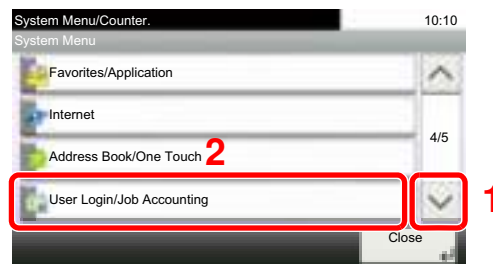 System Menu/Counter. 10:10
System Menu
Favorites/Application
Internet
4/5
Address Book/One Touch 2
User Login/Job Accounting 1
Close